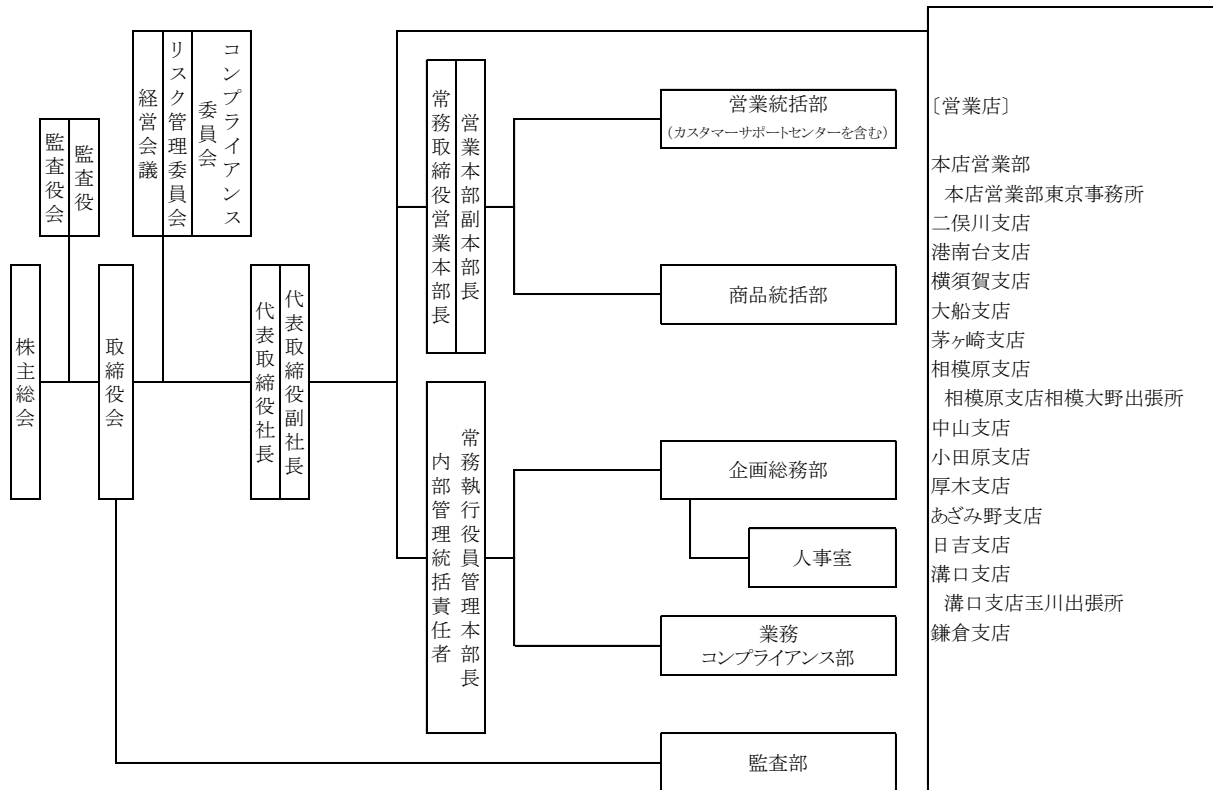 株主総会
監査役会
監査役
取締役会
経営会議
リスク管理委員会
コンプライアンス
委員会
代表取締役社長
代表取締役副社長
常務取締役営業本部長
営業本部副本部長
内部管理統括責任者
常務執行役員管理本部長
営業統括部
(カスタマーサポートセンターを含む)
商品統括部
企画総務部
人事室
業務
コンプライアンス部
監査部
〔営業店〕
本店営業部
本店営業部東京事務所
二俣川支店
港南台支店
横須賀支店
大船支店
茅ヶ崎支店
相模原支店
相模原支店相模大野出張所
中山支店
小田原支店
厚木支店
あざみ野支店
日吉支店
溝口支店
溝口支店玉川出張所
鎌倉支店